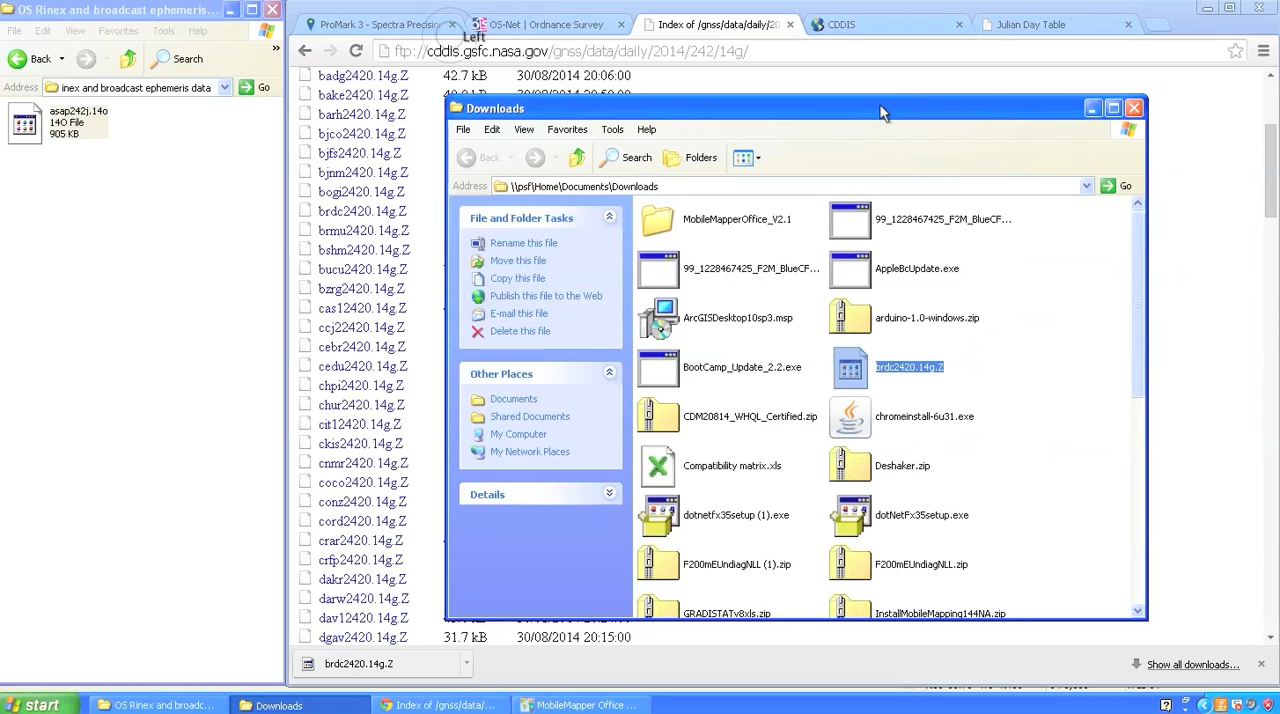 OS Rinex and broadcast ephemeris...
File Edit View Favorites Tools Help
Back Search
Address inex and broadcast ephemeris data Go
asap242j.14o
14O File
905 KB
ProMark 3 - Spectra Precision
OS-Net | Ordnance Survey
Index of /gnss/data/daily/20
CDDIS
Julian Day Table
Left
ftp://cddis.gsfc.nasa.gov/gnss/data/daily/2014/242/14g/
badg2420.14g.Z 42.7 kB 30/08/2014 20:06:00
bake2420.14g.Z
barh2420.14g.Z
bjco2420.14g.Z
bjfs2420.14g.Z
bjnm2420.14g.Z
bogi2420.14g.Z
brdc2420.14g.Z
brmu2420.14g.Z
bshm2420.14g.Z
bucu2420.14g.Z
bzrg2420.14g.Z
cas12420.14g.Z
ccj22420.14g.Z
cebr2420.14g.Z
cedu2420.14g.Z
chpi2420.14g.Z
chur2420.14g.Z
cit12420.14g.Z
ckis2420.14g.Z
cnmr2420.14g.Z
coco2420.14g.Z
conz2420.14g.Z
cord2420.14g.Z
crar2420.14g.Z
crfp2420.14g.Z
dakr2420.14g.Z
darw2420.14g.Z
dav12420.14g.Z
dgav2420.14g.Z 31.7 kB 30/08/2014 20:15:00
Downloads
File Edit View Favorites Tools Help
Back Search Folders
Address \\psf\Home\Documents\Downloads Go
File and Folder Tasks
Rename this file
Move this file
Copy this file
Publish this file to the Web
E-mail this file
Delete this file
Other Places
Documents
Shared Documents
My Computer
My Network Places
Details
MobileMapperOffice_V2.1 99_1228467425_F2M_BlueCF...
99_1228467425_F2M_BlueCF... AppleBcUpdate.exe
ArcGISDesktop10sp3.msp arduino-1.0-windows.zip
BootCamp_Update_2.2.exe brdc2420.14g.Z
CDM20814_WHQL_Certified.zip chromeinstall-6u31.exe
Compatibility matrix.xls Deshaker.zip
dotnetfx35setup (1).exe dotNetFx35setup.exe
F200mEUndiagNLL (1).zip F200mEUndiagNLL.zip
GRADISTATv8xls.zip InstallMobileMapping144NA.zip
brdc2420.14g.Z Show all downloads...
start OS Rinex and broadc... Downloads Index of /gnss/data/... MobileMapper Office ...